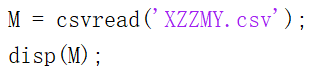 M = csvread('XZZMY.csv');
disp(M);